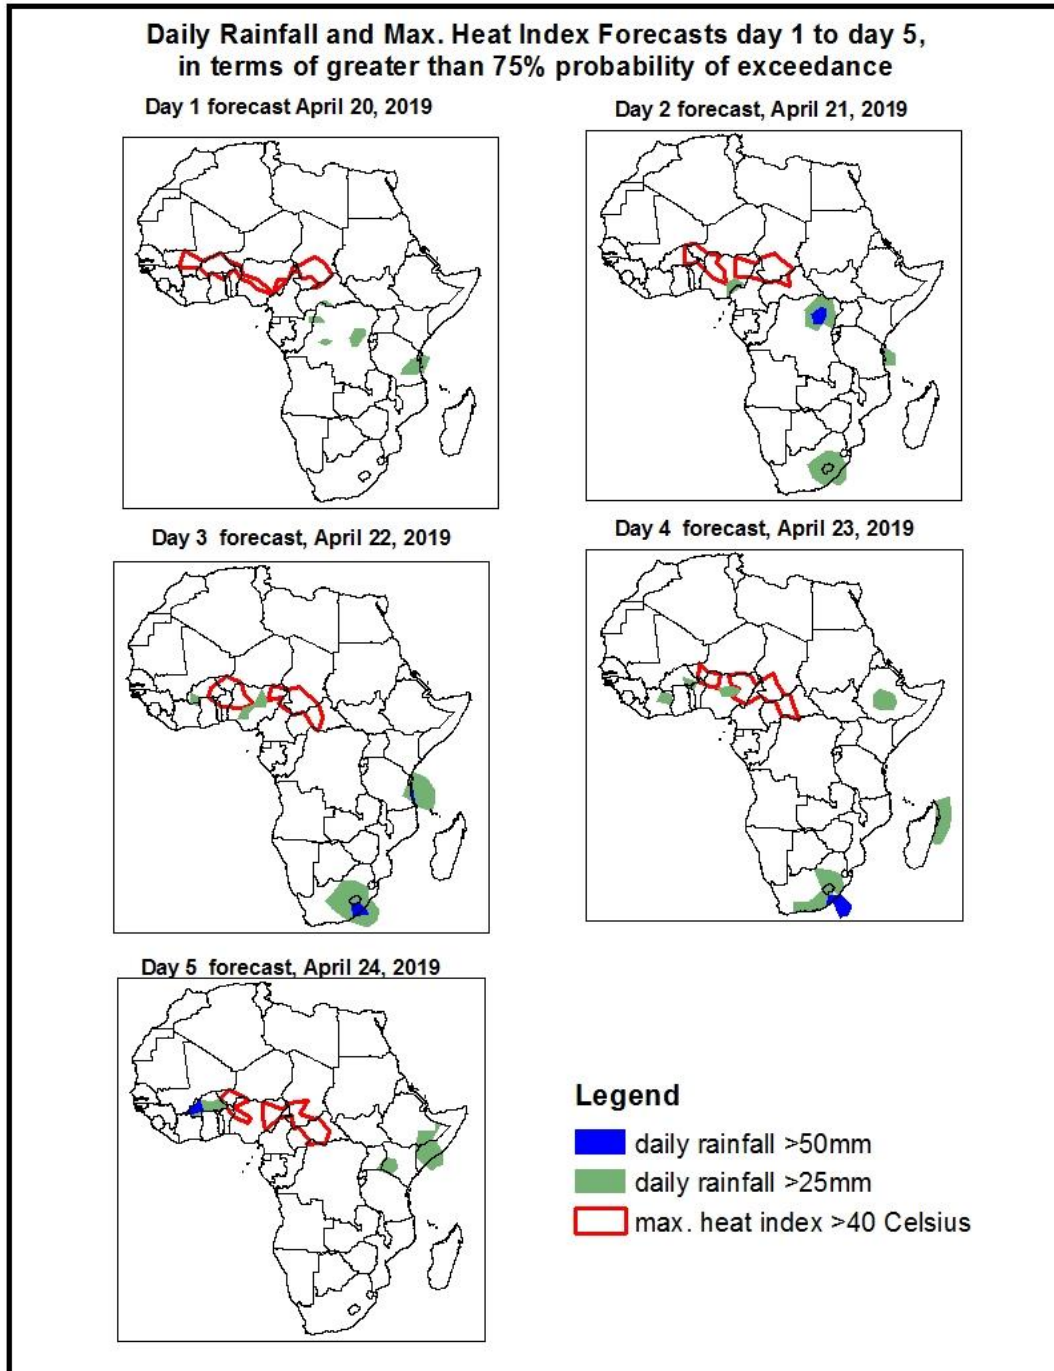 Daily Rainfall and Max. Heat Index Forecasts day 1 to day 5,
in terms of greater than 75% probability of exceedance
Day 1 forecast April 20, 2019
Day 2 forecast, April 21, 2019
Day 3 forecast, April 22, 2019
Day 4 forecast, April 23, 2019
Day 5 forecast, April 24, 2019
Legend
daily rainfall >50mm
daily rainfall >25mm
max. heat index >40 Celsius